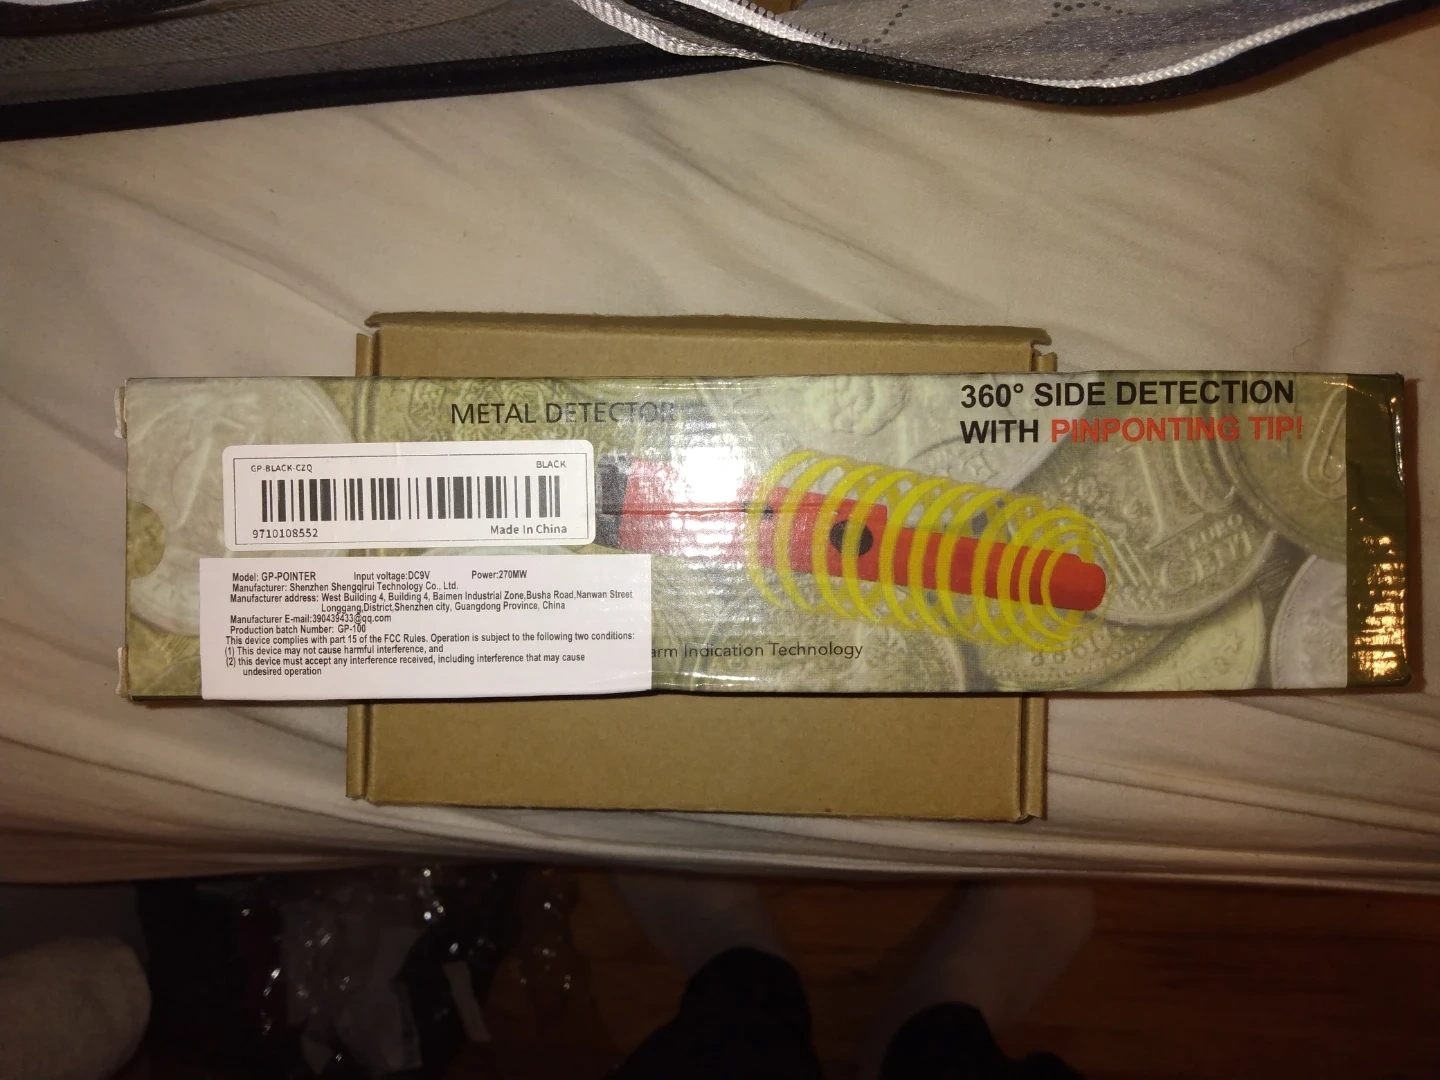 METAL DETECTOR
360° SIDE DETECTION
WITH PINPONTING TIP!
GP-BLACK-CZQ BLACK
9710108552 Made In China
Model: GP-POINTER Input voltage:DC9V Power:270MW
Manufacturer: Shenzhen Shengqirui Technology Co., Ltd.
Manufacturer address: West Building 4, Building 4, Baimen Industrial Zone,Busha Road,Nanwan Street
Longgang,District,Shenzhen city, Guangdong Province, China
Manufacturer E-mail:390439433@qq.com
Production batch Number: GP-100
This device complies with part 15 of the FCC Rules. Operation is subject to the following two conditions:
(1) This device may not cause harmful interference, and
(2) this device must accept any interference received, including interference that may cause
undesired operation
arm Indication Technology